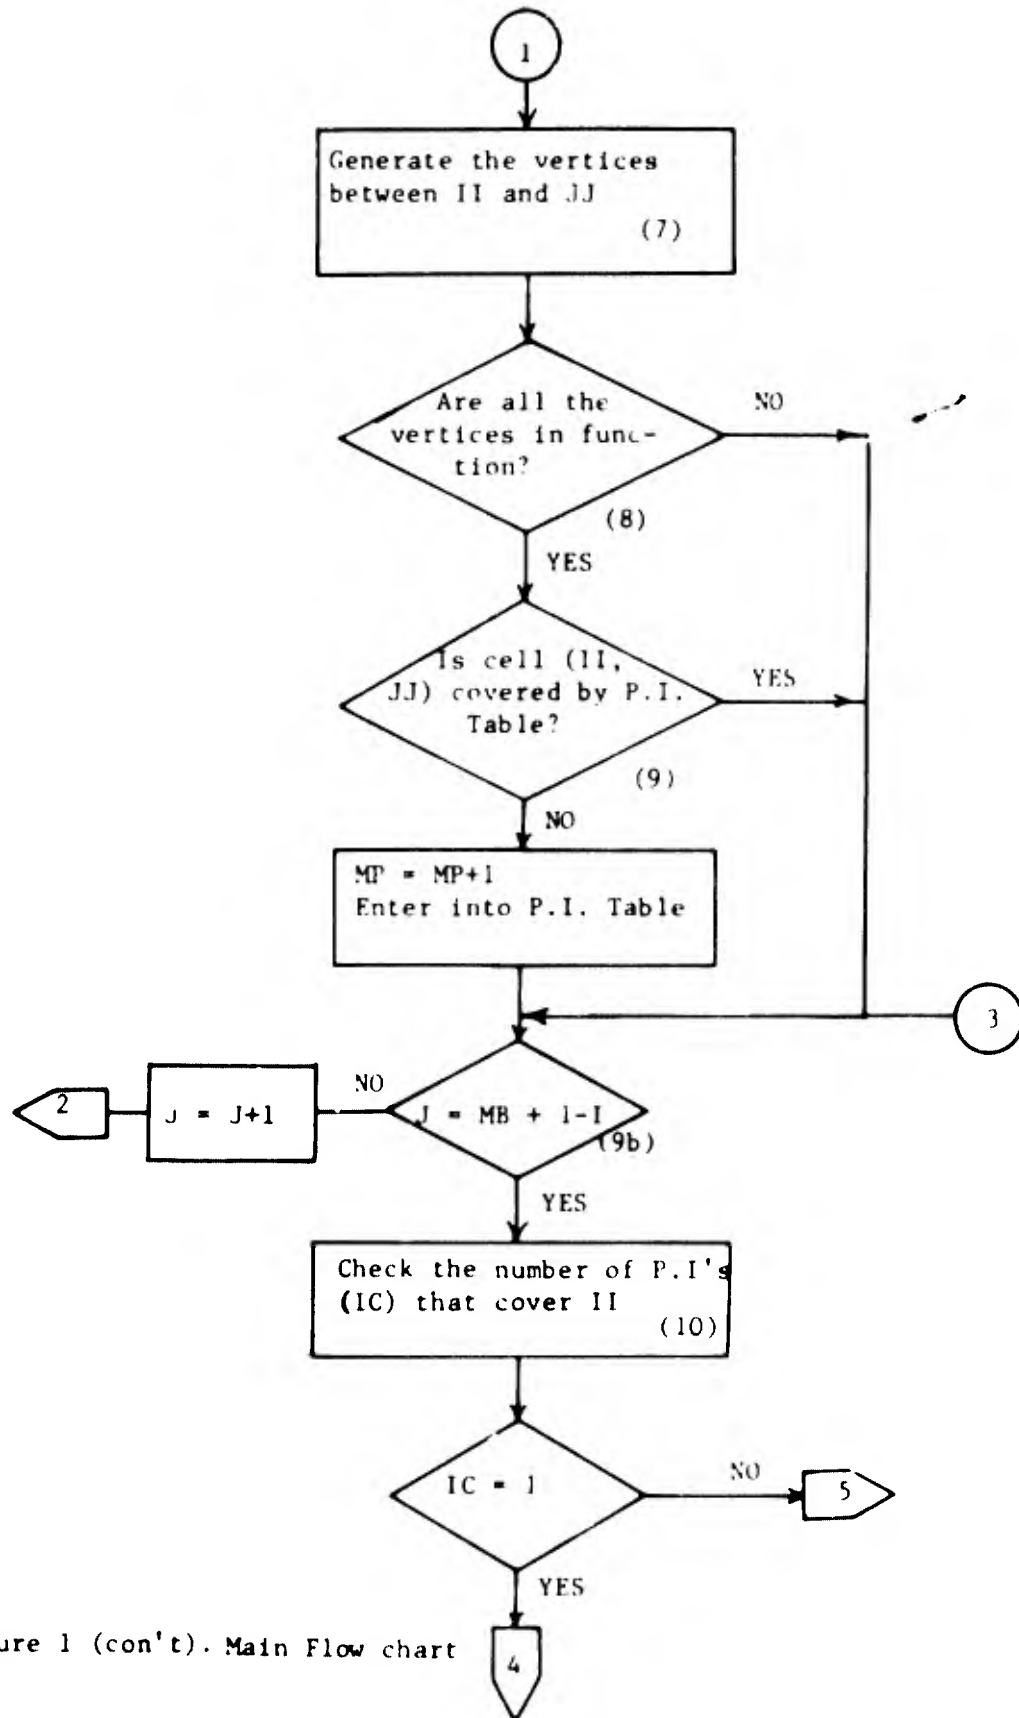 1
Generate the vertices
between II and JJ
(7)
Are all the
vertices in func-
tion?
(8)
NO
YES
Is cell (II,
JJ) covered by P.I.
Table?
(9)
YES
NO
MP = MP+1
Enter into P.I. Table
3
J = MB + 1-I
(9b)
NO
J = J+1
2
YES
Check the number of P.I's
(IC) that cover II
(10)
IC = 1
NO
5
YES
4
ure 1 (con't). Main Flow chart